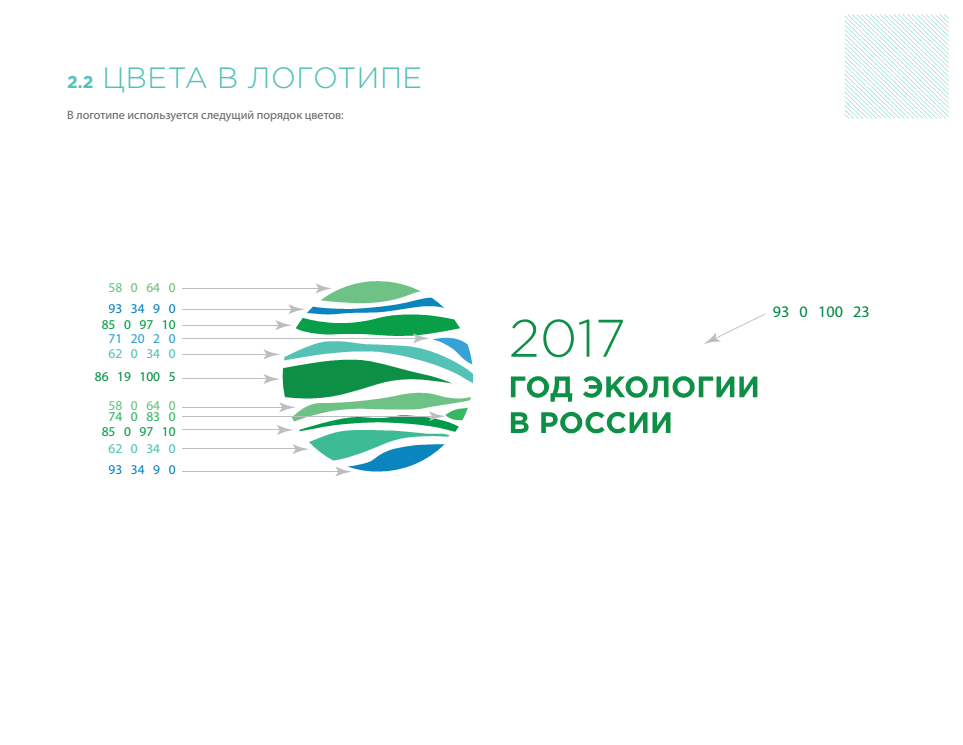 2.2 ЦВЕТА В ЛОГОТИПЕ
В логотипе используется следущий порядок цветов:
58 0 64 0
93 34 9 0
85 0 97 10
71 20 2 0
62 0 34 0
86 19 100 5
58 0 64 0
74 0 83 0
85 0 97 10
62 0 34 0
93 34 9 0
93 0 100 23
2017
ГОД ЭКОЛОГИИ
В РОССИИ